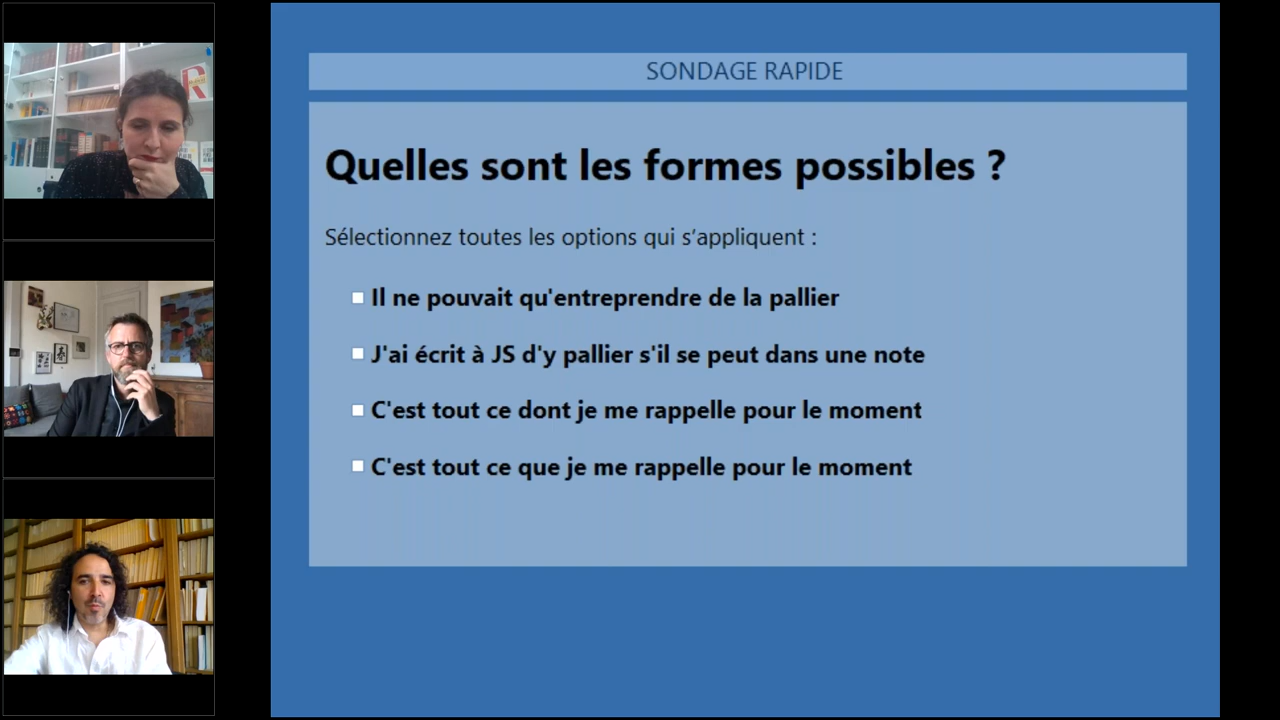 SONDAGE RAPIDE
Quelles sont les formes possibles ?
Sélectionnez toutes les options qui s’appliquent :
Il ne pouvait qu'entreprendre de la pallier
J'ai écrit à JS d'y pallier s'il se peut dans une note
C'est tout ce dont je me rappelle pour le moment
C'est tout ce que je me rappelle pour le moment